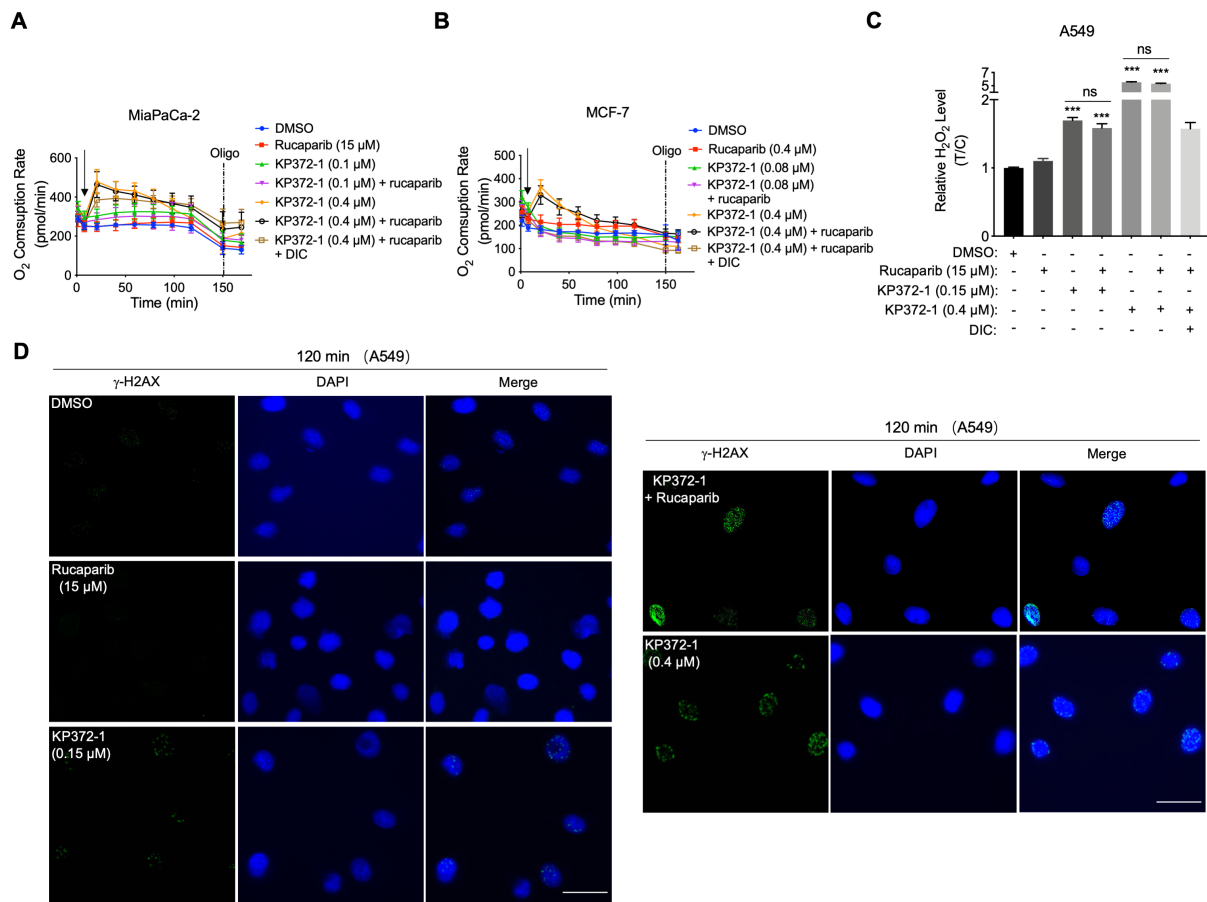 A
MiaPaCa-2
O2 Comsuption Rate
(pmol/min)
600
400
200
0
0
50
100
150
Time (min)
Oligo
DMSO
Rucaparib (15 µM)
KP372-1 (0.1 µM)
KP372-1 (0.1 µM) + rucaparib
KP372-1 (0.4 µM)
KP372-1 (0.4 µM) + rucaparib
KP372-1 (0.4 µM) + rucaparib
+ DIC
B
MCF-7
O2 Comsuption Rate
(pmol/min)
500
400
300
200
100
0
0
50
100
150
Time (min)
Oligo
DMSO
Rucaparib (0.4 µM)
KP372-1 (0.08 µM)
KP372-1 (0.08 µM)
+ rucaparib
KP372-1 (0.4 µM)
KP372-1 (0.4 µM) + rucaparib
KP372-1 (0.4 µM) + rucaparib
+ DIC
C
A549
Relative H2O2 Level
(T/C)
7
5
2
1
0
ns
ns
*** *** *** ***
DMSO: + - - - - - -
Rucaparib (15 µM): - + - + - + +
KP372-1 (0.15 µM): - - + + - - -
KP372-1 (0.4 µM): - - - - + + +
DIC: - - - - - - +
D
120 min (A549)
γ-H2AX DAPI Merge
DMSO
Rucaparib
(15 µM)
KP372-1
(0.15 µM)
120 min (A549)
γ-H2AX DAPI Merge
KP372-1
+ Rucaparib
KP372-1
(0.4 µM)